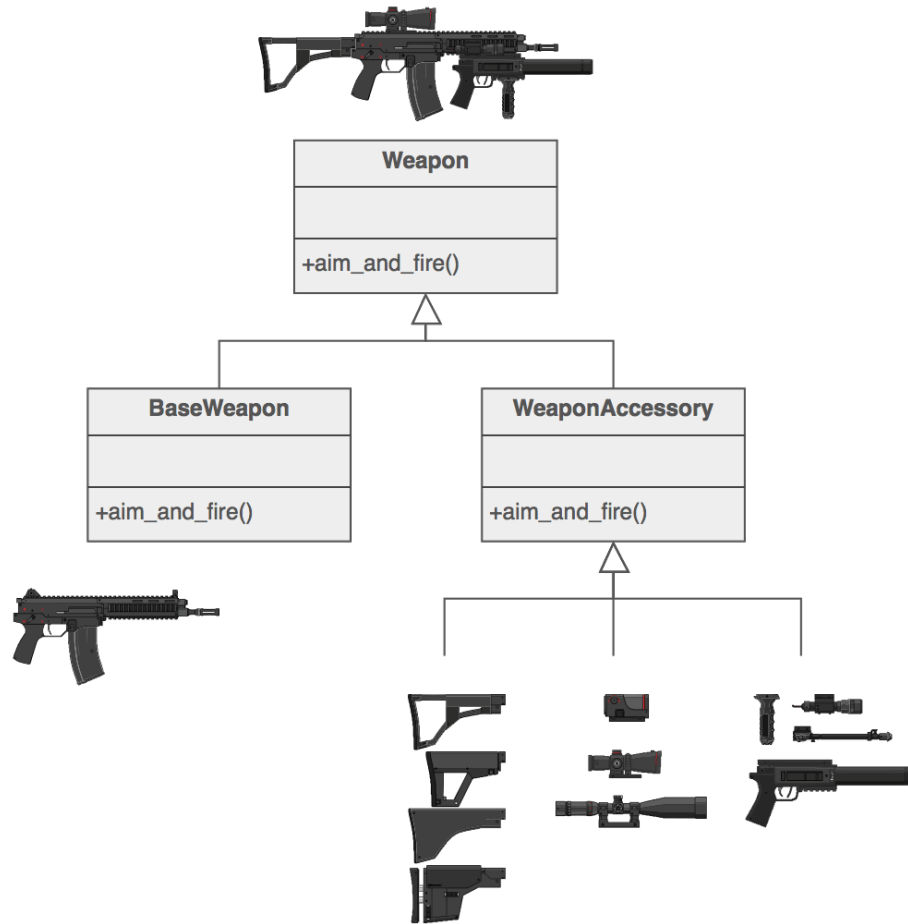 Weapon
+aim_and_fire()
BaseWeapon
+aim_and_fire()
WeaponAccessory
+aim_and_fire()